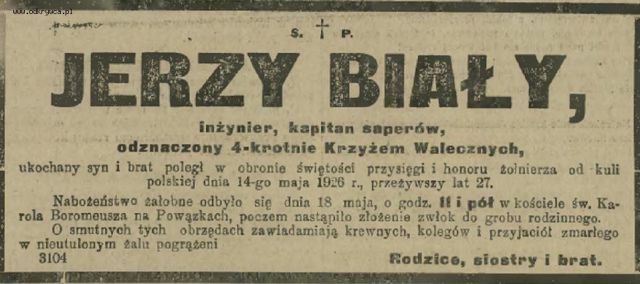 www.odkrywca.pl
Ś. † P.
JERZY BIAŁY,
inżynier, kapitan saperów,
odznaczony 4-krotnie Krzyżem Walecznych,
ukochany syn i brat poległ w obronie świętości przysięgi i honoru żołnierza od kuli
polskiej dnia 14-go maja 1926 r., przeżywszy lat 27.
Nabożeństwo żałobne odbyło się dnia 18 maja, o godz. II i pół w kościele św. Ka-
rola Boromeusza na Powązkach, poczem nastąpiło złożenie zwłok do grobu rodzinnego.
O smutnych tych obrzędach zawiadamiają krewnych, kolegów i przyjaciół zmarłego
w nieutulonym żalu pogrążeni
3104 Rodzice, siostry i brat.